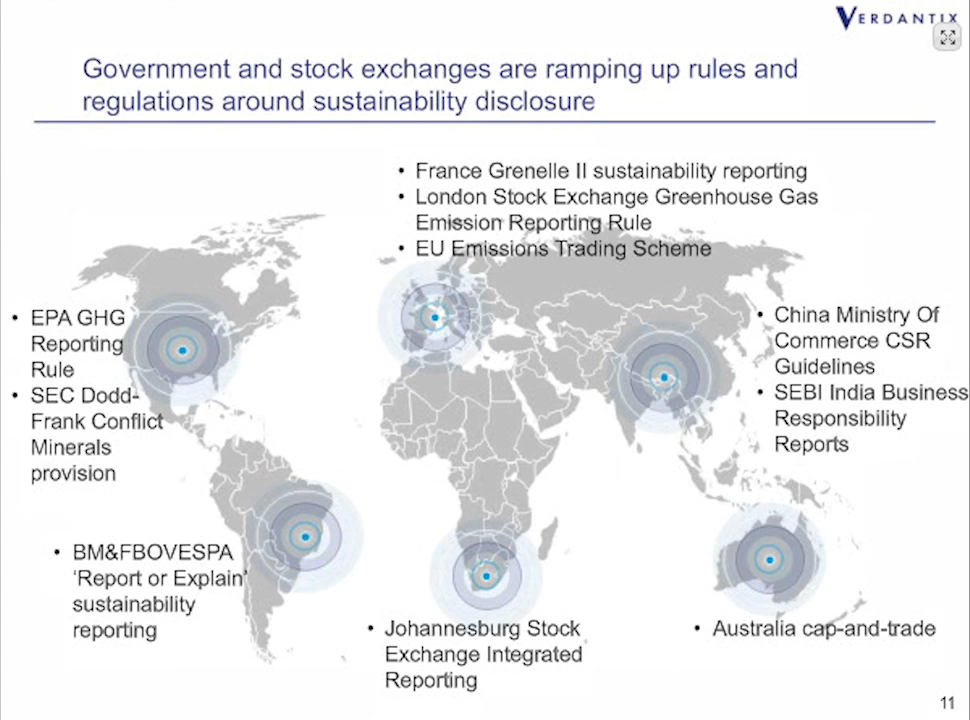 VERDANTIX
Government and stock exchanges are ramping up rules and
regulations around sustainability disclosure
• France Grenelle II sustainability reporting
• London Stock Exchange Greenhouse Gas
Emission Reporting Rule
• EU Emissions Trading Scheme
• EPA GHG
Reporting
Rule
• SEC Dodd-
Frank Conflict
Minerals
provision
• China Ministry Of
Commerce CSR
Guidelines
• SEBI India Business
Responsibility
Reports
• BM&FBOVESPA
‘Report or Explain’
sustainability
reporting
• Johannesburg Stock
Exchange Integrated
Reporting
• Australia cap-and-trade
11